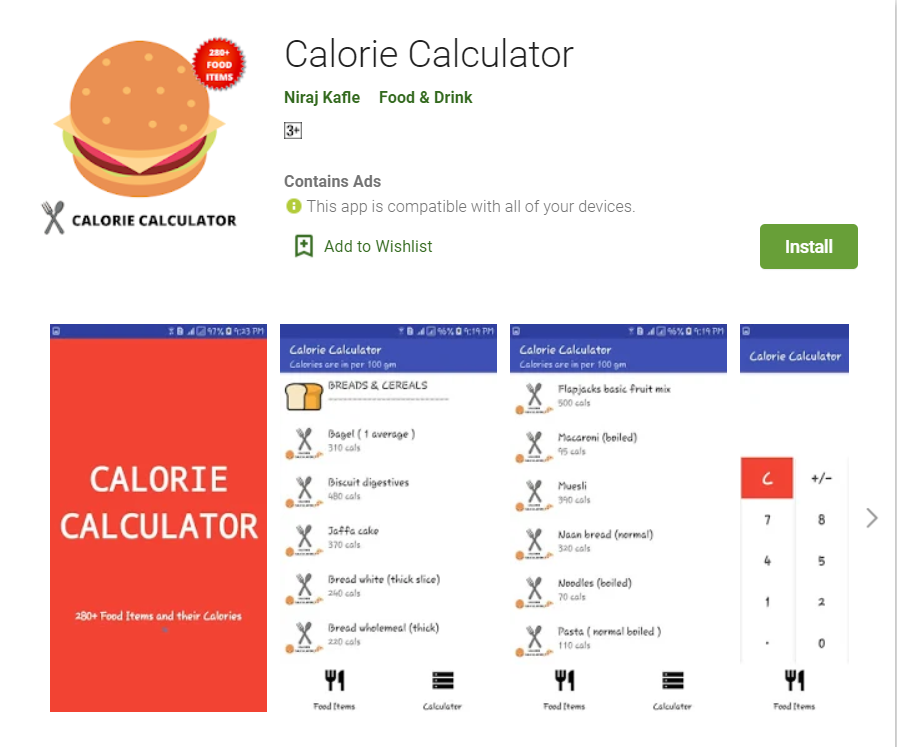 280+
FOOD
ITEMS
CALORIE CALCULATOR
Calorie Calculator
Niraj Kafle Food & Drink
3+
Contains Ads
This app is compatible with all of your devices.
Add to Wishlist
Install
97% 9:23 PM
CALORIE
CALCULATOR
280+ Food Items and their Calories
96% 9:19 PM
Calorie Calculator
Calories are in per 100 gm
BREADS & CEREALS
Bagel ( 1 average )
310 cals
Biscuit digestives
480 cals
Jaffa cake
370 cals
Bread white (thick slice)
240 cals
Bread wholemeal (thick)
220 cals
Food Items Calculator
96% 9:19 PM
Calorie Calculator
Calories are in per 100 gm
Flapjacks basic fruit mix
500 cals
Macaroni (boiled)
95 cals
Muesli
390 cals
Naan bread (normal)
320 cals
Noodles (boiled)
70 cals
Pasta ( normal boiled )
110 cals
Food Items Calculator
Calorie Calculator
C +/-
7 8
4 5
1 2
. 0
Food Items